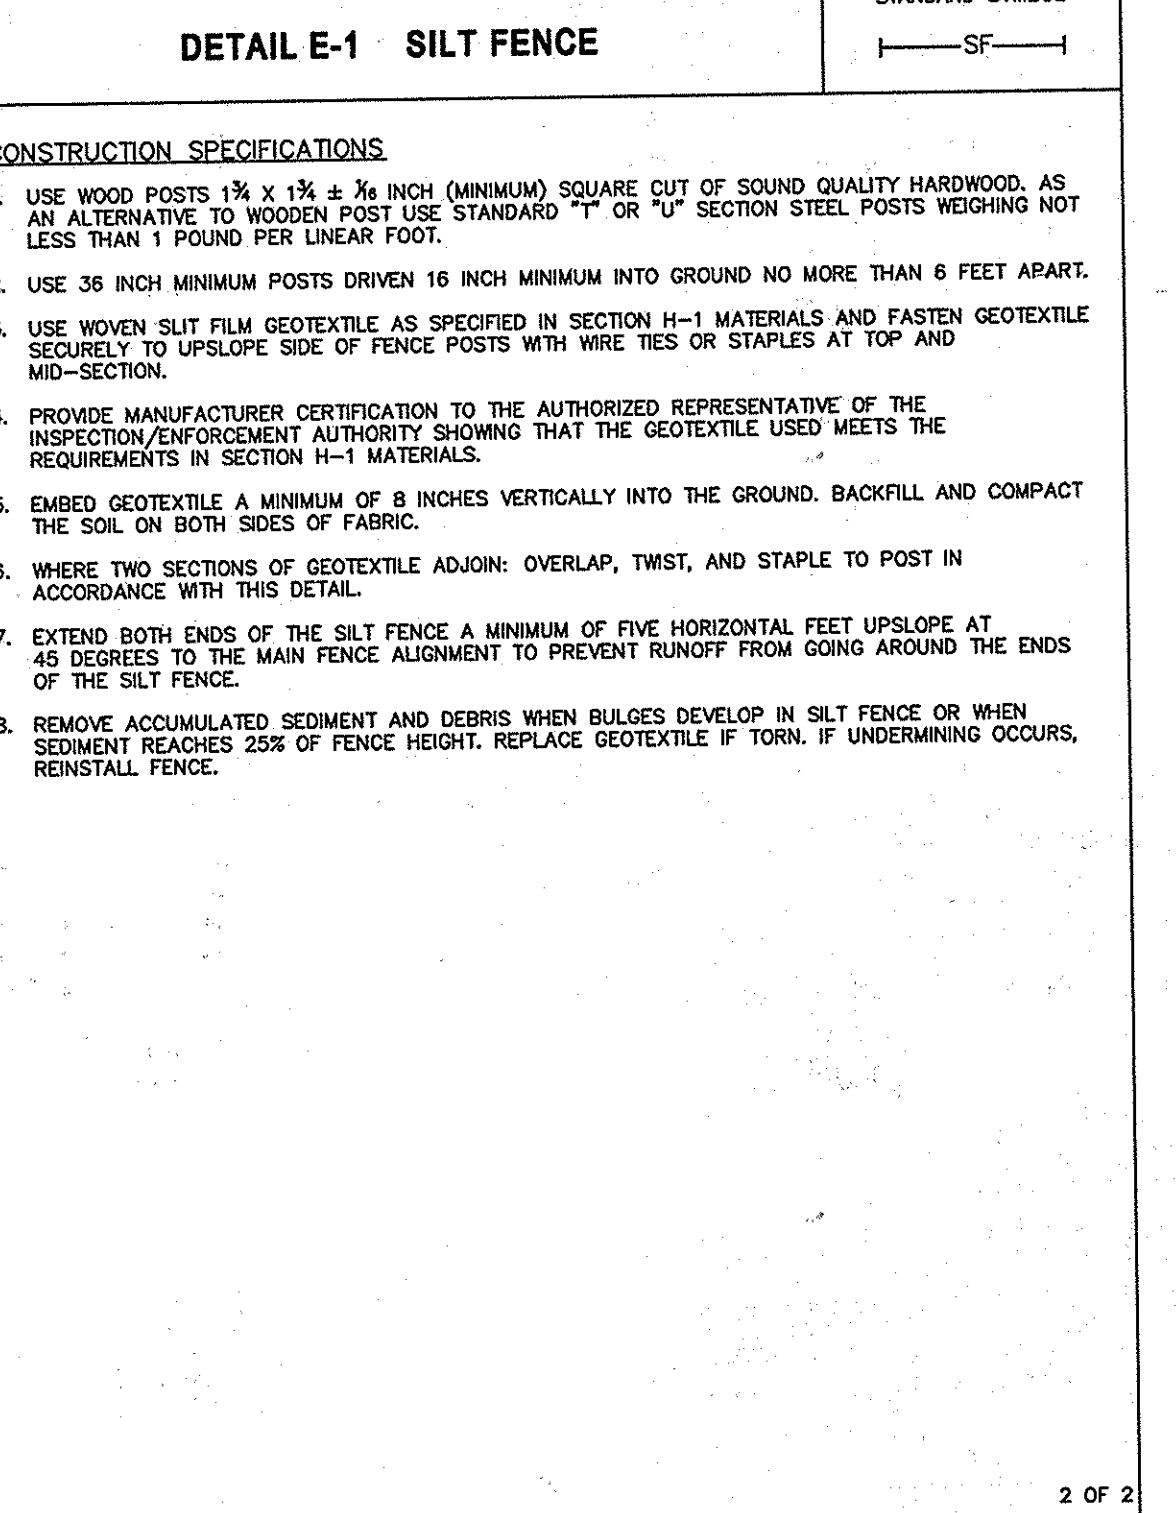 DETAIL E-1 SILT FENCE
SF
CONSTRUCTION SPECIFICATIONS
USE WOOD POSTS 1¾ X 1¾ ± 1/16 INCH (MINIMUM) SQUARE CUT OF SOUND QUALITY HARDWOOD. AS
AN ALTERNATIVE TO WOODEN POST USE STANDARD "T" OR "U" SECTION STEEL POSTS WEIGHING NOT
LESS THAN 1 POUND PER LINEAR FOOT.
USE 36 INCH MINIMUM POSTS DRIVEN 16 INCH MINIMUM INTO GROUND NO MORE THAN 6 FEET APART.
USE WOVEN SLIT FILM GEOTEXTILE AS SPECIFIED IN SECTION H-1 MATERIALS AND FASTEN GEOTEXTILE
SECURELY TO UPSLOPE SIDE OF FENCE POSTS WITH WIRE TIES OR STAPLES AT TOP AND
MID-SECTION.
PROVIDE MANUFACTURER CERTIFICATION TO THE AUTHORIZED REPRESENTATIVE OF THE
INSPECTION/ENFORCEMENT AUTHORITY SHOWING THAT THE GEOTEXTILE USED MEETS THE
REQUIREMENTS IN SECTION H-1 MATERIALS.
5. EMBED GEOTEXTILE A MINIMUM OF 8 INCHES VERTICALLY INTO THE GROUND. BACKFILL AND COMPACT
THE SOIL ON BOTH SIDES OF FABRIC.
6. WHERE TWO SECTIONS OF GEOTEXTILE ADJOIN: OVERLAP, TWIST, AND STAPLE TO POST IN
ACCORDANCE WITH THIS DETAIL.
7. EXTEND BOTH ENDS OF THE SILT FENCE A MINIMUM OF FIVE HORIZONTAL FEET UPSLOPE AT
45 DEGREES TO THE MAIN FENCE ALIGNMENT TO PREVENT RUNOFF FROM GOING AROUND THE ENDS
OF THE SILT FENCE.
8. REMOVE ACCUMULATED SEDIMENT AND DEBRIS WHEN BULGES DEVELOP IN SILT FENCE OR WHEN
SEDIMENT REACHES 25% OF FENCE HEIGHT. REPLACE GEOTEXTILE IF TORN. IF UNDERMINING OCCURS,
REINSTALL FENCE.
2 OF 2